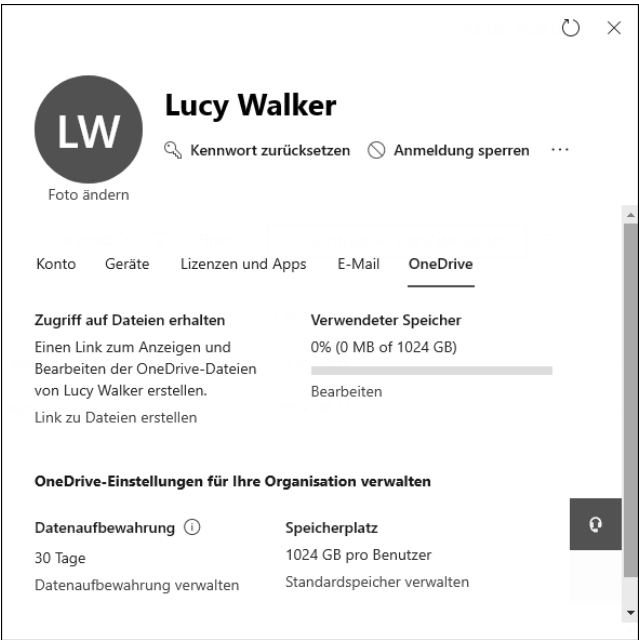 LW
Lucy Walker
Kennwort zurücksetzen Anmeldung sperren ...
Foto ändern
Konto Geräte Lizenzen und Apps E-Mail OneDrive
Zugriff auf Dateien erhalten
Einen Link zum Anzeigen und
Bearbeiten der OneDrive-Dateien
von Lucy Walker erstellen.
Link zu Dateien erstellen
Verwendeter Speicher
0% (0 MB of 1024 GB)
Bearbeiten
OneDrive-Einstellungen für Ihre Organisation verwalten
Datenaufbewahrung
30 Tage
Datenaufbewahrung verwalten
Speicherplatz
1024 GB pro Benutzer
Standardspeicher verwalten